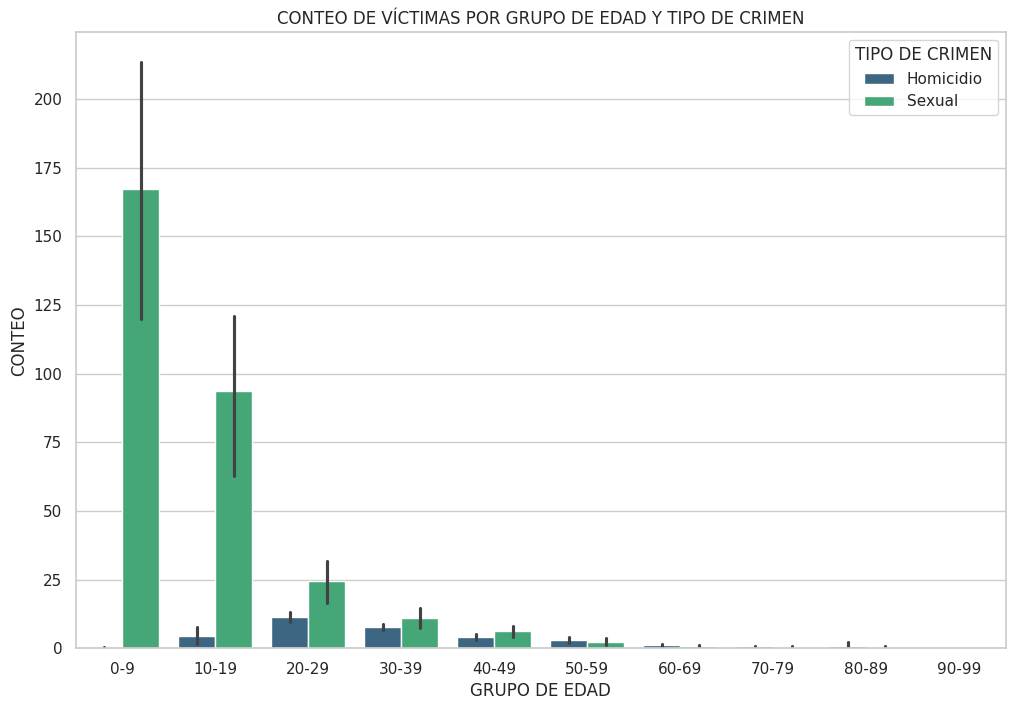 CONTEO DE VÍCTIMAS POR GRUPO DE EDAD Y TIPO DE CRIMEN
TIPO DE CRIMEN
Homicidio
Sexual
CONTEO
200
175
150
125
100
75
50
25
0
0-9 10-19 20-29 30-39 40-49 50-59 60-69 70-79 80-89 90-99
GRUPO DE EDAD